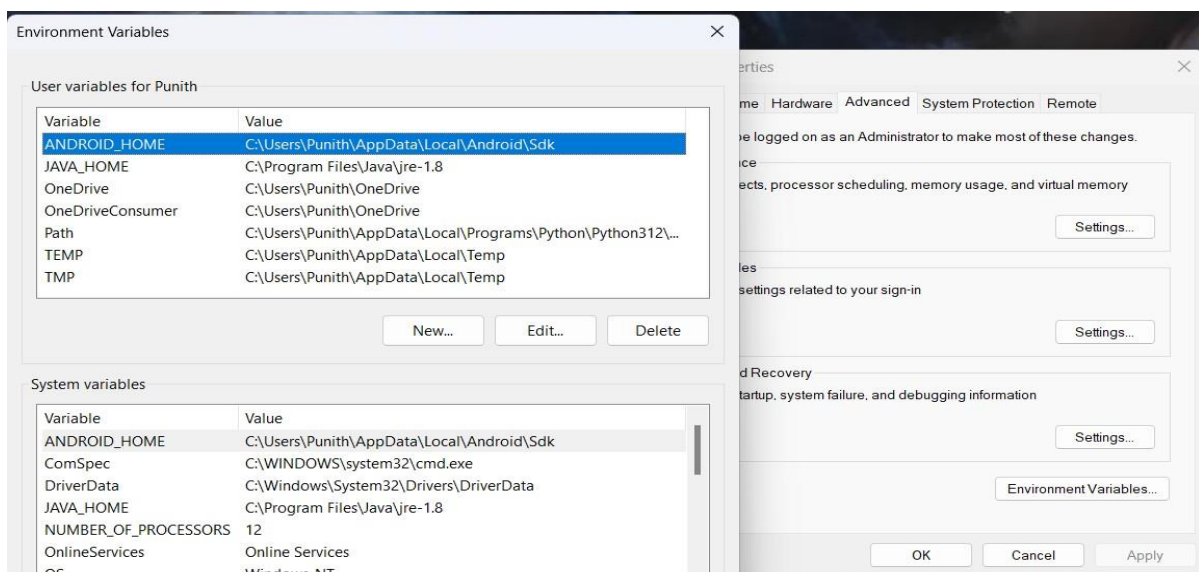 Environment Variables
User variables for Punith
Variable Value
ANDROID_HOME C:\Users\Punith\AppData\Local\Android\Sdk
JAVA_HOME C:\Program Files\Java\jre-1.8
OneDrive C:\Users\Punith\OneDrive
OneDriveConsumer C:\Users\Punith\OneDrive
Path C:\Users\Punith\AppData\Local\Programs\Python\Python312\...
TEMP C:\Users\Punith\AppData\Local\Temp
TMP C:\Users\Punith\AppData\Local\Temp
New... Edit... Delete
System variables
Variable Value
ANDROID_HOME C:\Users\Punith\AppData\Local\Android\Sdk
ComSpec C:\WINDOWS\system32\cmd.exe
DriverData C:\Windows\System32\Drivers\DriverData
JAVA_HOME C:\Program Files\Java\jre-1.8
NUMBER_OF_PROCESSORS 12
OnlineServices Online Services
erties
me Hardware Advanced System Protection Remote
be logged on as an Administrator to make most of these changes.
ce
ects, processor scheduling, memory usage, and virtual memory
Settings...
les
settings related to your sign-in
Settings...
d Recovery
tartup, system failure, and debugging information
Settings...
Environment Variables...
OK Cancel Apply